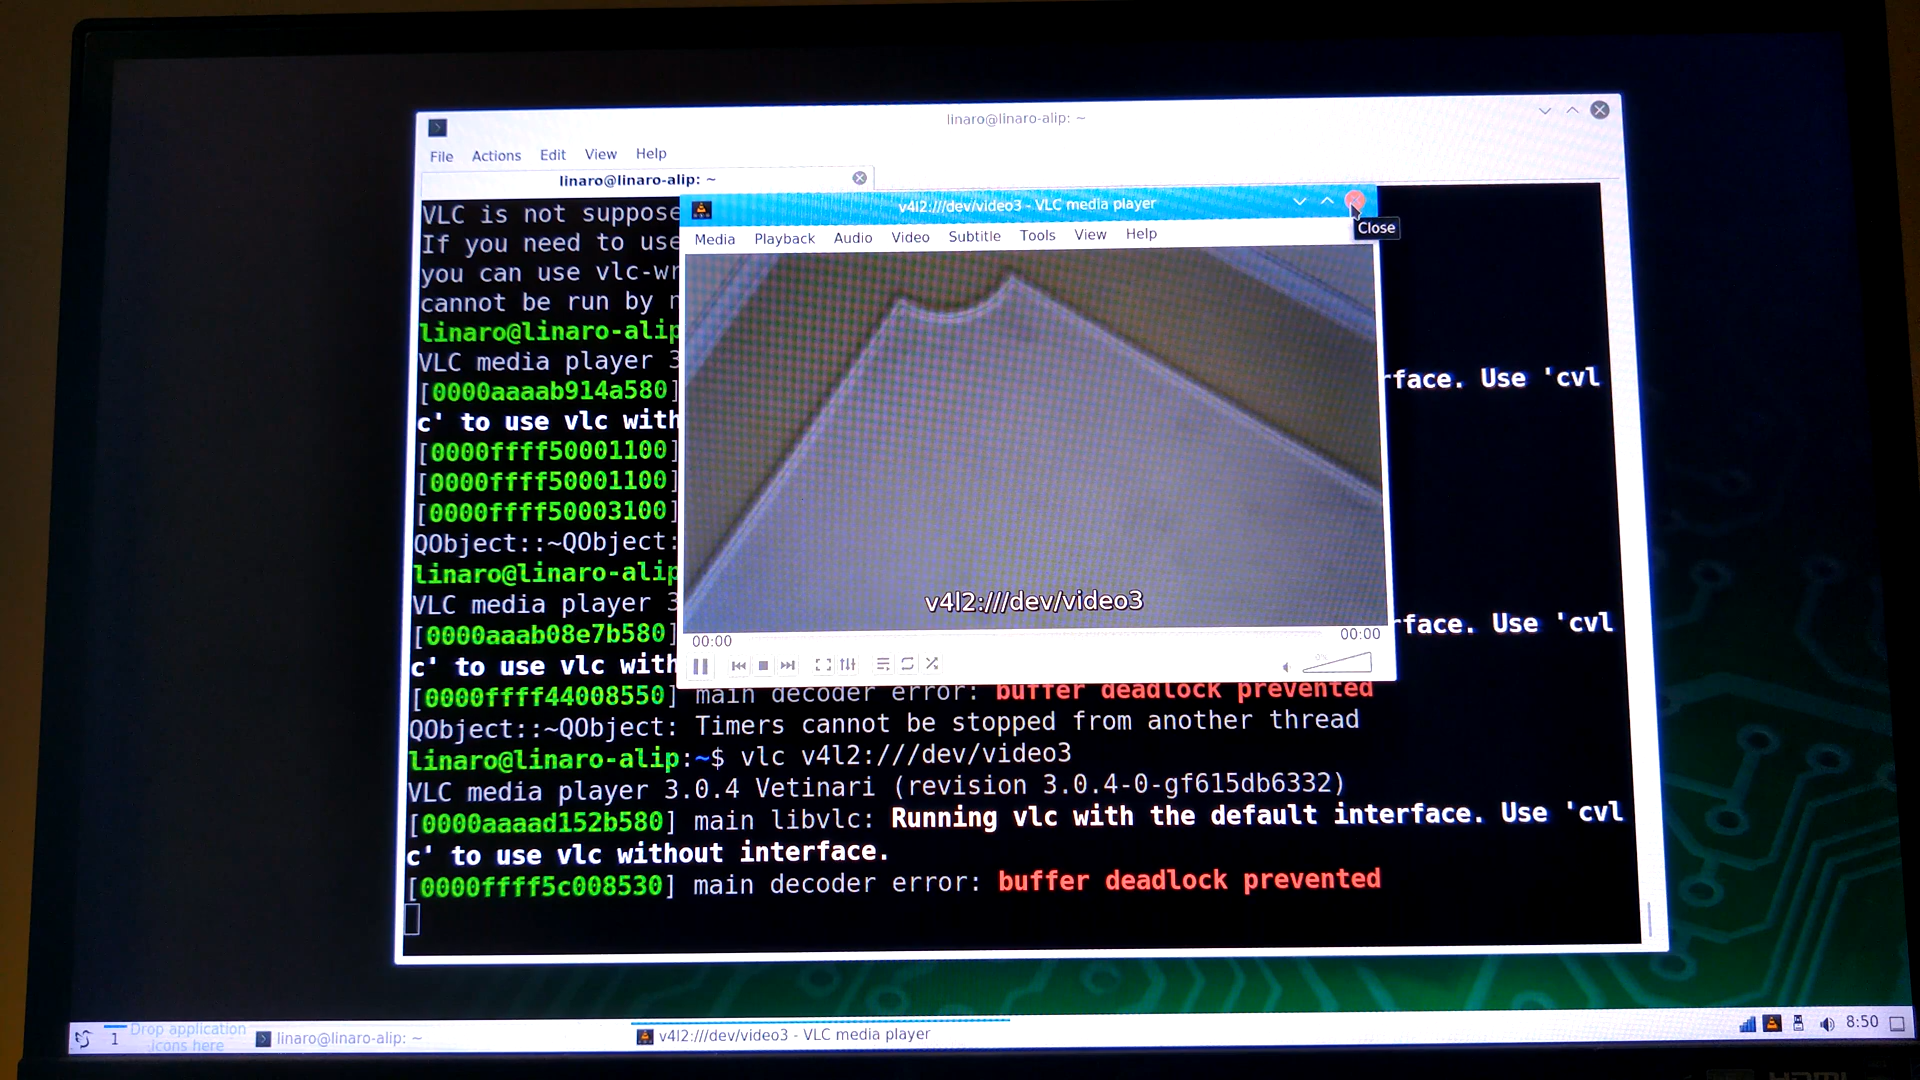 linaro@linaro-alip: ~
File Actions Edit View Help
linaro@linaro-alip: ~
VLC is not suppose
If you need to use
you can use vlc-wr
cannot be run by
linaro@linaro-alip
VLC media player 3
[0000aaaab914a580] rface. Use 'cvl
c' to use vlc with
[0000ffff50001100]
[0000ffff50001100]
[0000ffff50003100]
QObject::~QObject:
linaro@linaro-alip
VLC media player 3
[0000aaab08e7b580] rface. Use 'cvl
c' to use vlc with
[0000ffff44008550] main decoder error: buffer deadlock prevented
QObject::~QObject: Timers cannot be stopped from another thread
linaro@linaro-alip:~$ vlc v4l2:///dev/video3
VLC media player 3.0.4 Vetinari (revision 3.0.4-0-gf615db6332)
[0000aaaad152b580] main libvlc: Running vlc with the default interface. Use 'cvl
c' to use vlc without interface.
[0000ffff5c008530] main decoder error: buffer deadlock prevented
v4l2:///dev/video3 - VLC media player
Close
Media Playback Audio Video Subtitle Tools View Help
v4l2:///dev/video3
00:00 00:00
1
Drop application
icons here
linaro@linaro-alip: ~
v4l2:///dev/video3 - VLC media player
8:50